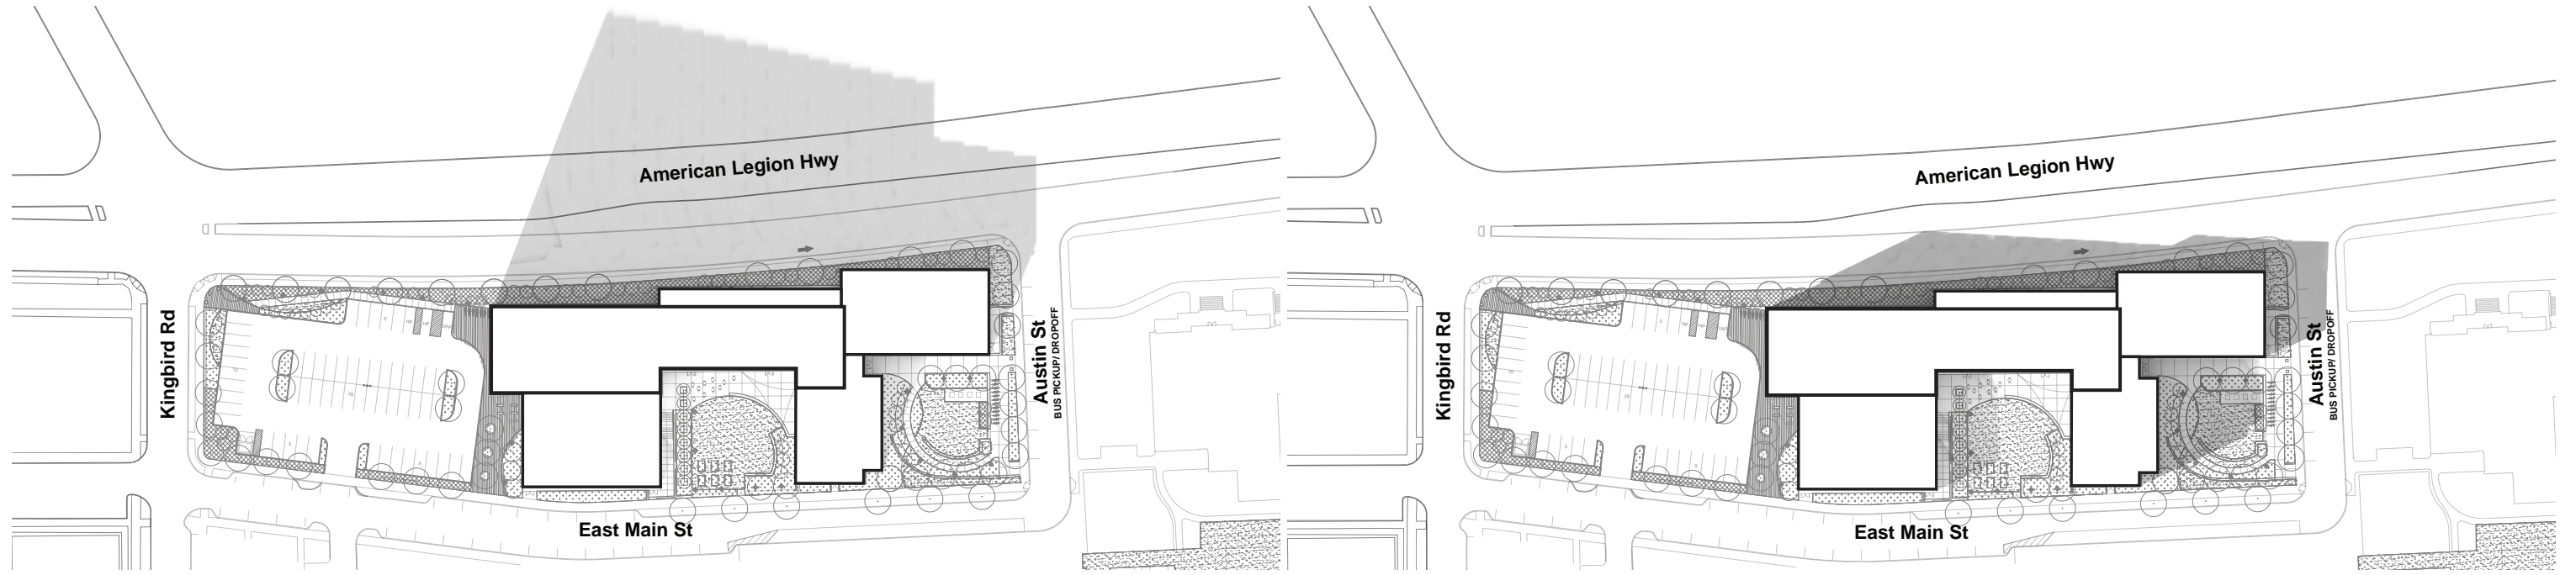 American Legion Hwy
Kingbird Rd
Austin St
BUS PICKUP/ DROPOFF
East Main St
American Legion Hwy
Kingbird Rd
Austin St
BUS PICKUP/ DROPOFF
East Main St